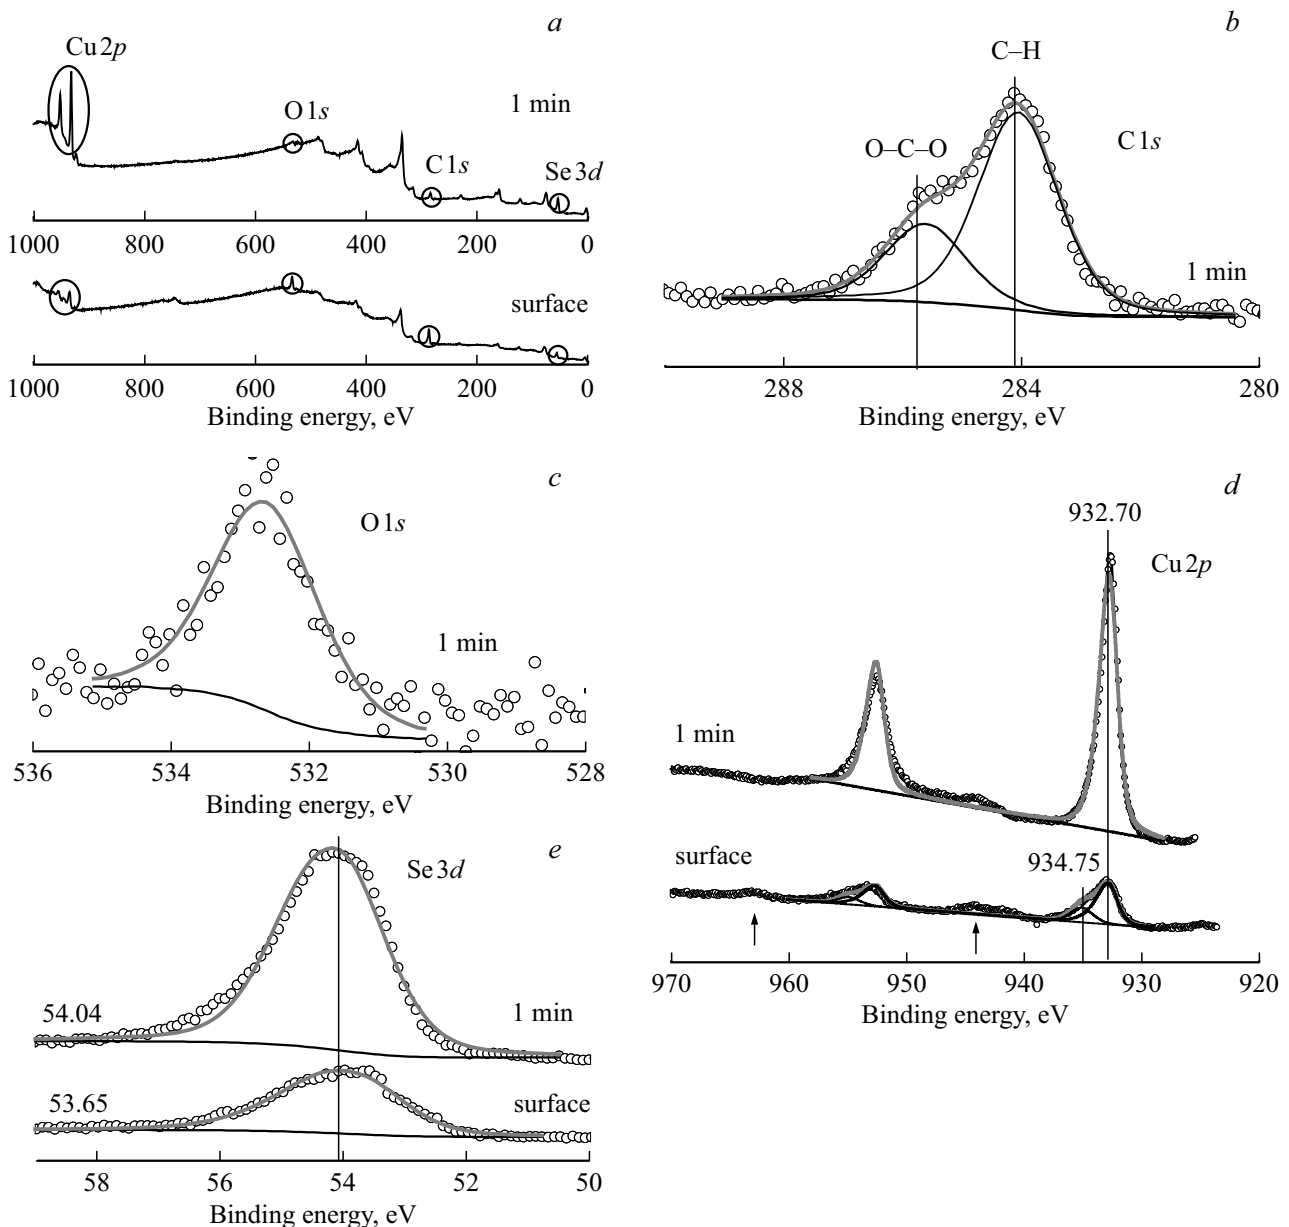 a
Cu 2p
O 1s
1 min
C 1s
Se 3d
1000 800 600 400 200 0
surface
1000 800 600 400 200 0
Binding energy, eV
b
C–H
O–C–O
C 1s
1 min
288 284 280
Binding energy, eV
c
O 1s
1 min
536 534 532 530 528
Binding energy, eV
d
932.70
Cu 2p
1 min
surface
934.75
970 960 950 940 930 920
Binding energy, eV
e
Se 3d
54.04
1 min
53.65
surface
58 56 54 52 50
Binding energy, eV